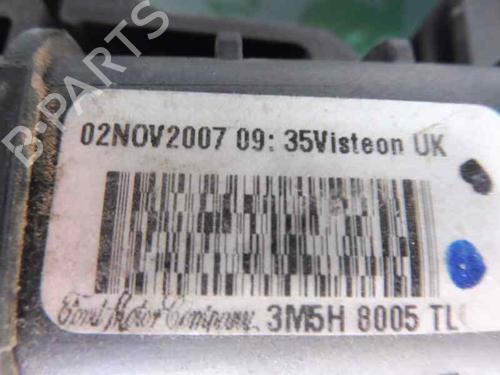 B-PARTS
02NOV2007 09: 35Visteon UK
Ford Motor Company 3M5H 8005 TL